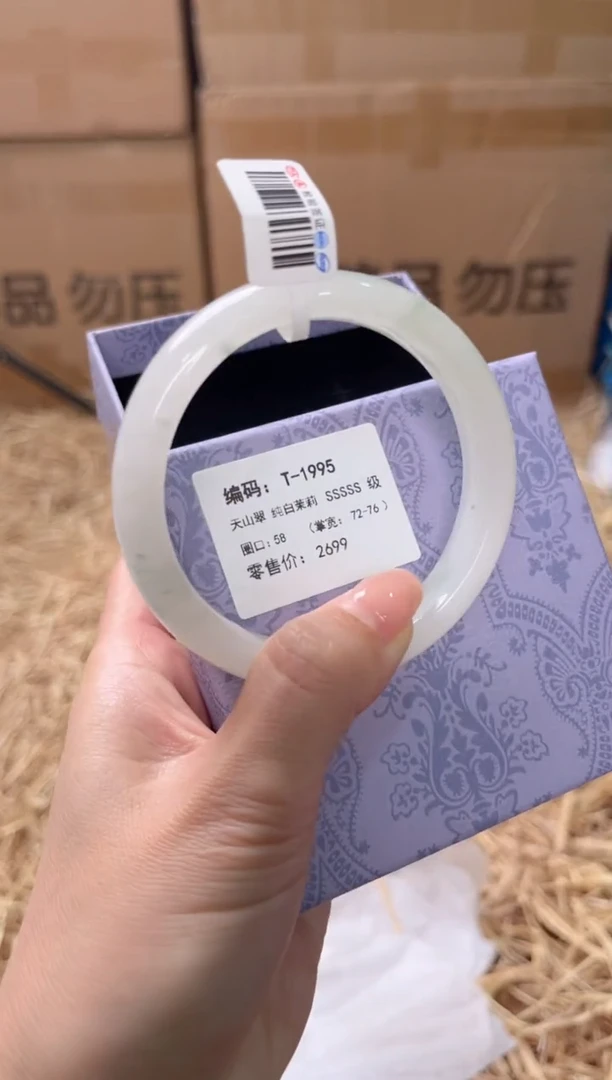 品 勿压
品 勿压
编码: T-1995
天山翠 纯白茉莉 SSSSS 级
圈口:58 (掌宽: 72-76 )
零售价: 2699